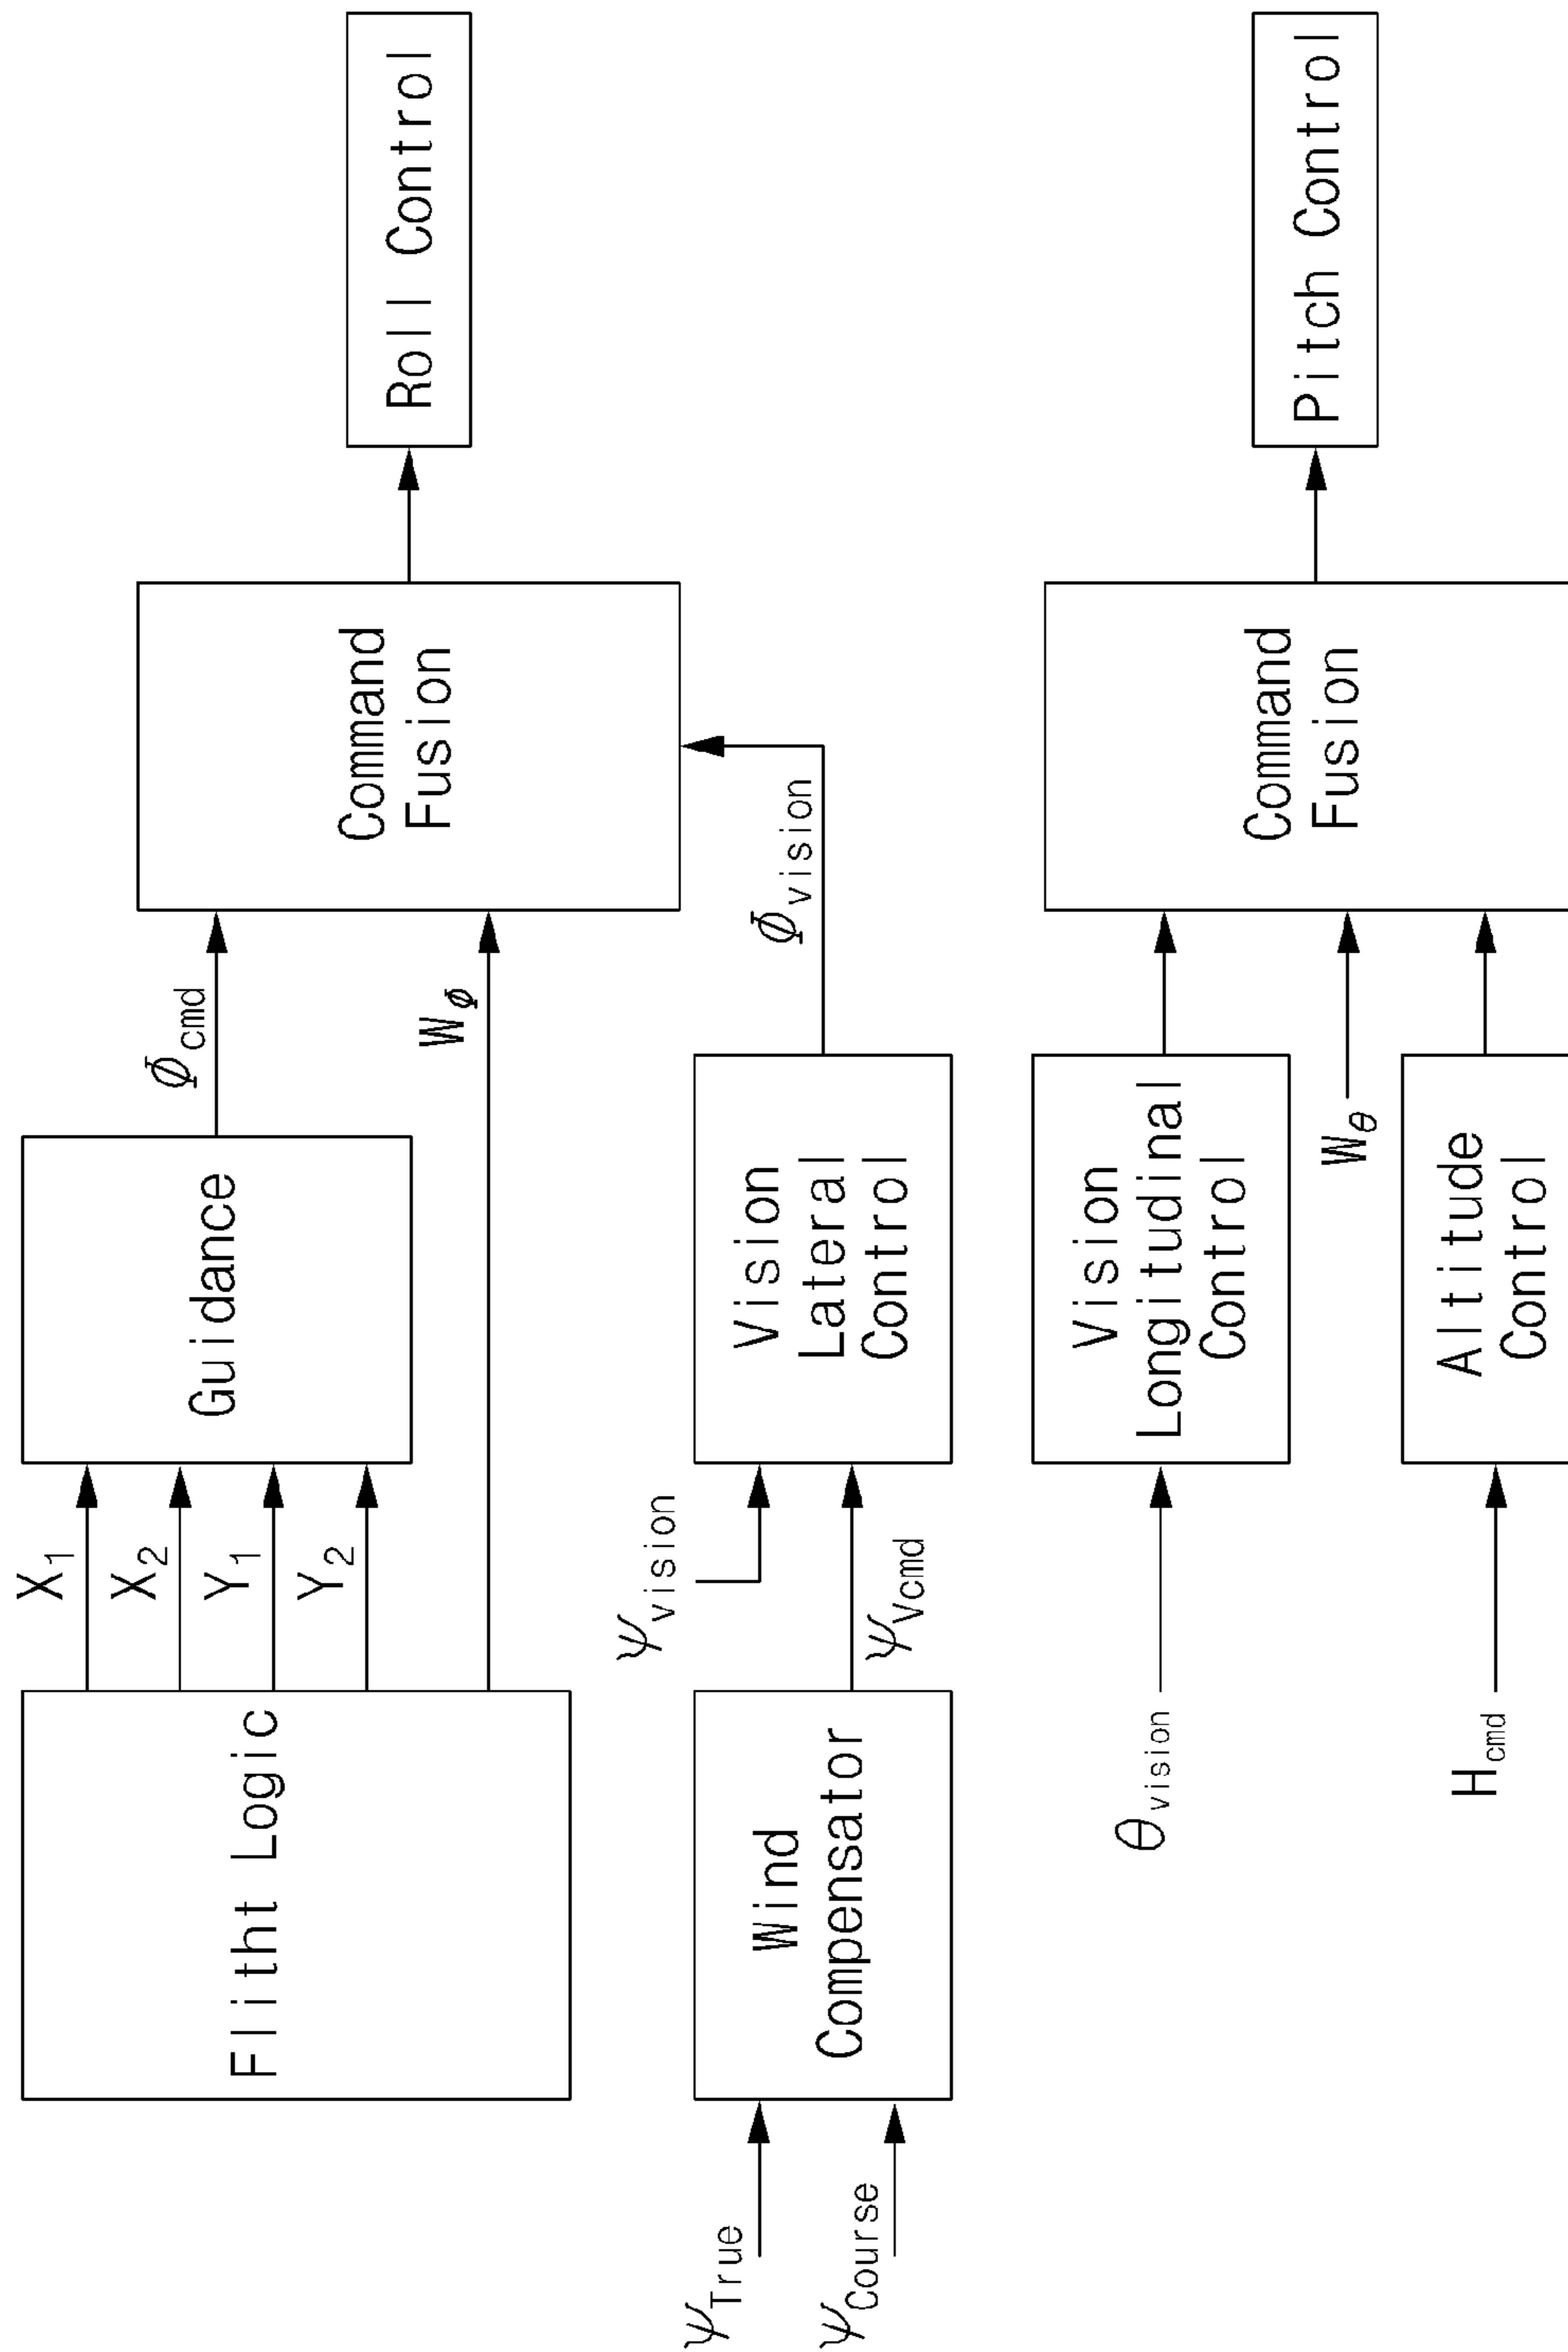 Flitht Logic
X₁
X₂
Y₁
Y₂
Guidance
Φcmd
Wφ
Command
Fusion
Roll Control
ψTrue
ψCourse
Wind
Compensator
ψvision
ψVcmd
Vision
Lateral
Control
Φvision
θvision
Vision
Longitudinal
Control
Wθ
Hcmd
Altitude
Control
Command
Fusion
Pitch Control